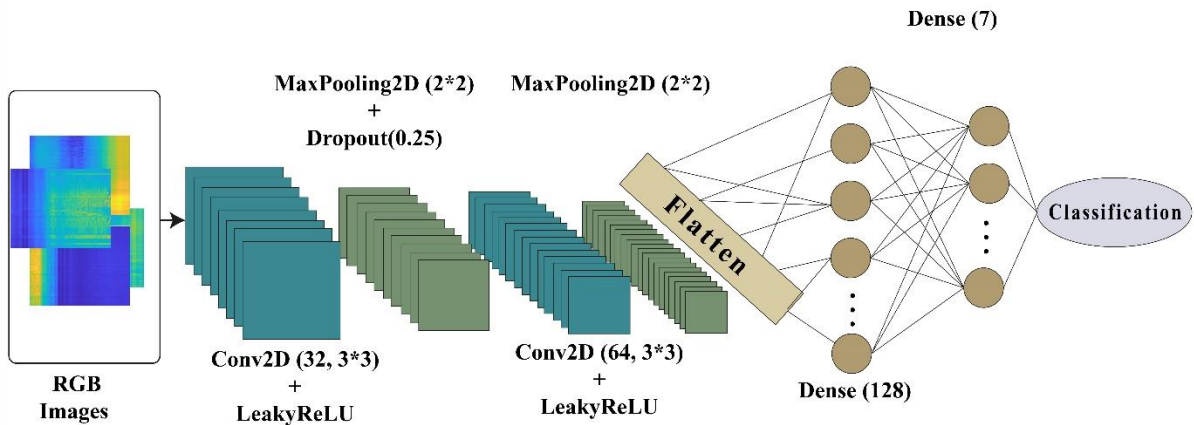 Dense (7)
MaxPooling2D (2*2)
+
Dropout(0.25)
MaxPooling2D (2*2)
Flatten
Classification
RGB
Images
Conv2D (32, 3*3)
+
LeakyReLU
Conv2D (64, 3*3)
+
LeakyReLU
Dense (128)